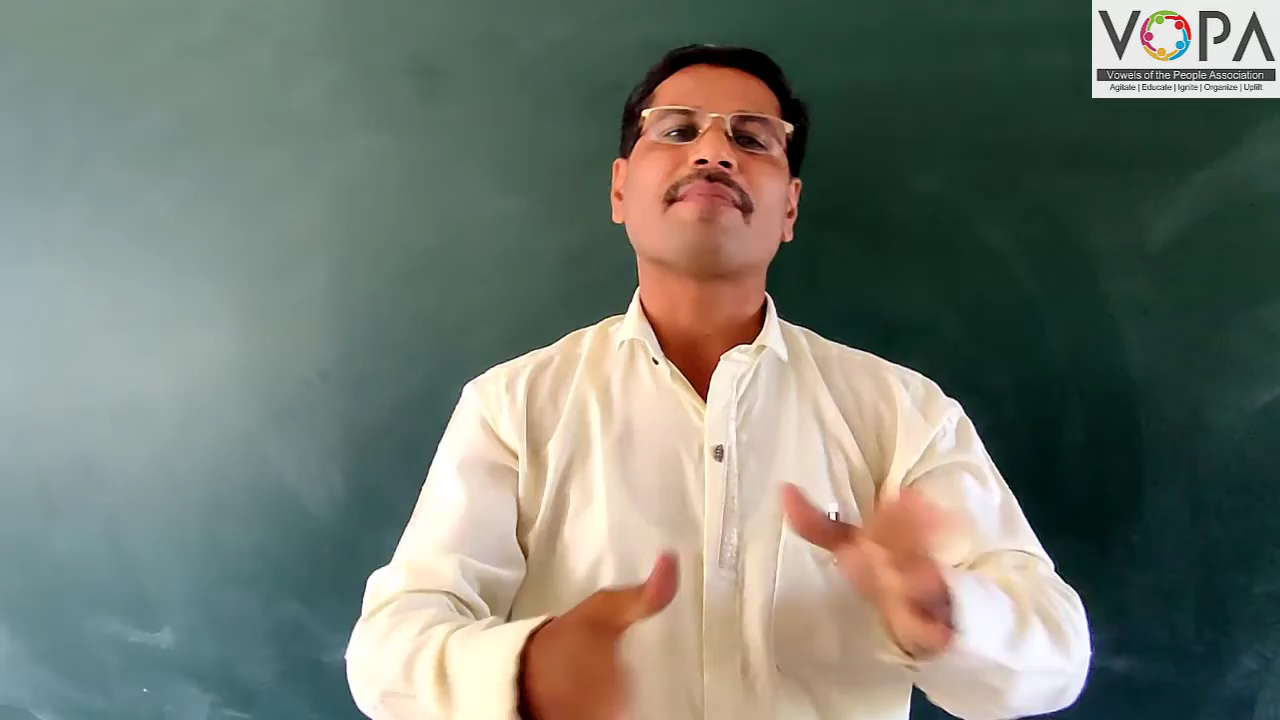 VOPA
Vowels of the People Association
Agitate | Educate | Ignite | Organize | Uplift